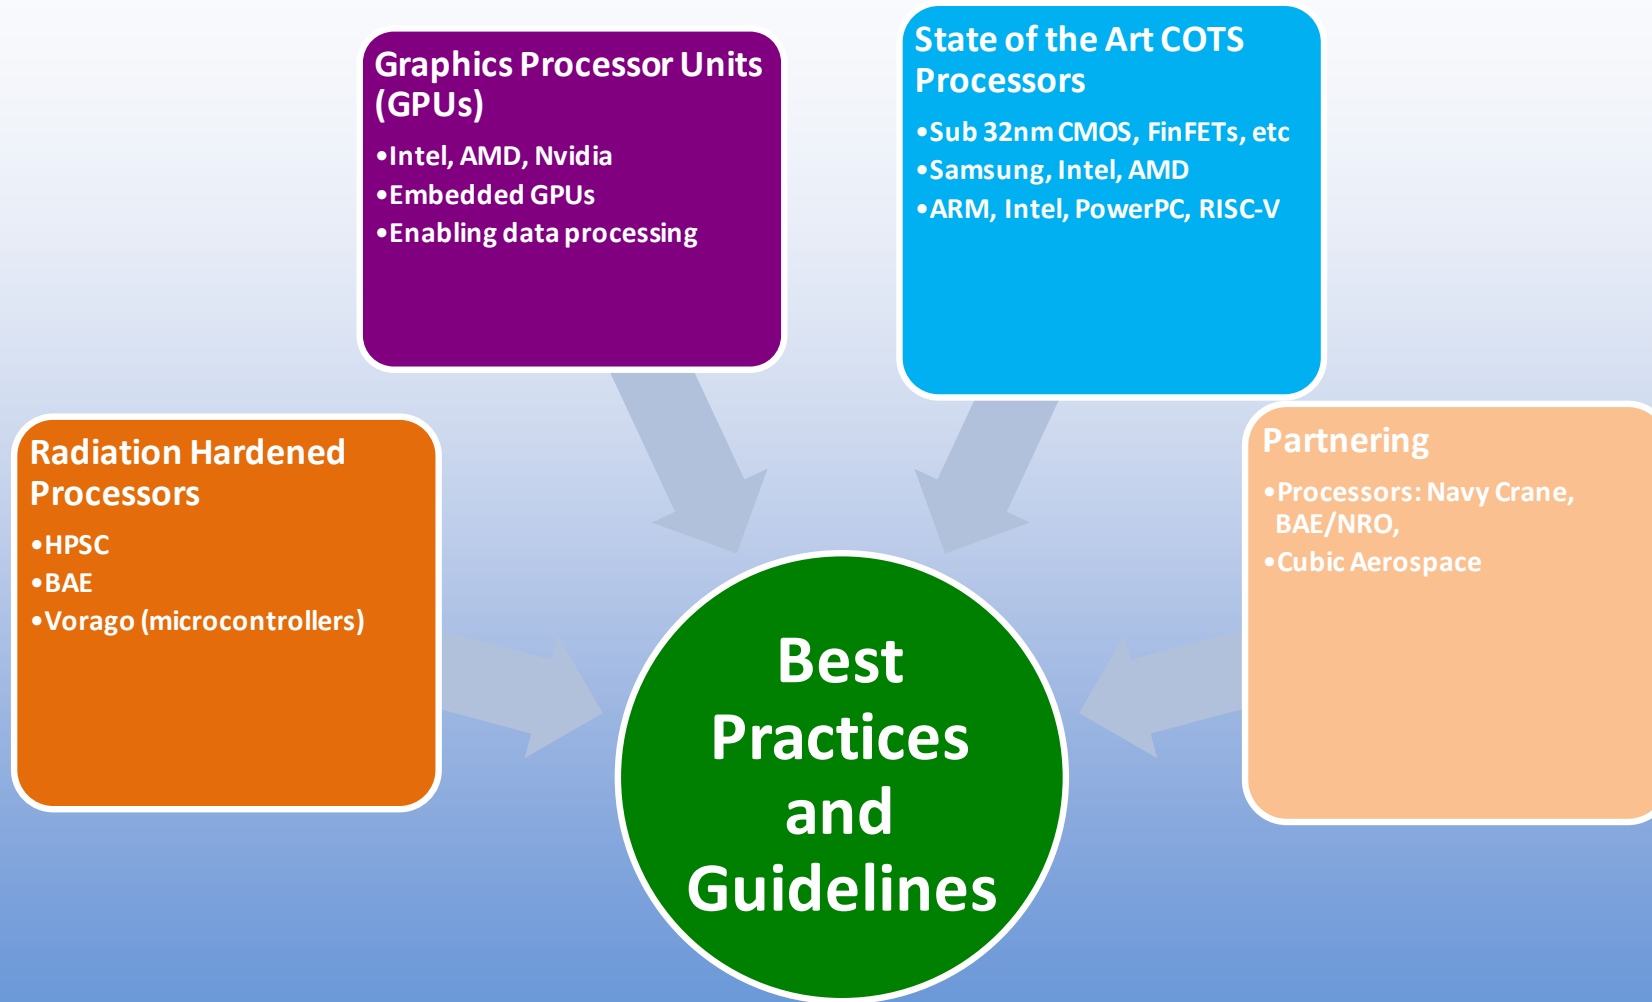 Graphics Processor Units
(GPUs)
•Intel, AMD, Nvidia
•Embedded GPUs
•Enabling data processing
State of the Art COTS
Processors
•Sub 32nm CMOS, FinFETs, etc
•Samsung, Intel, AMD
•ARM, Intel, PowerPC, RISC-V
Radiation Hardened
Processors
•HPSC
•BAE
•Vorago (microcontrollers)
Partnering
•Processors: Navy Crane,
BAE/NRO,
•Cubic Aerospace
Best
Practices
and
Guidelines